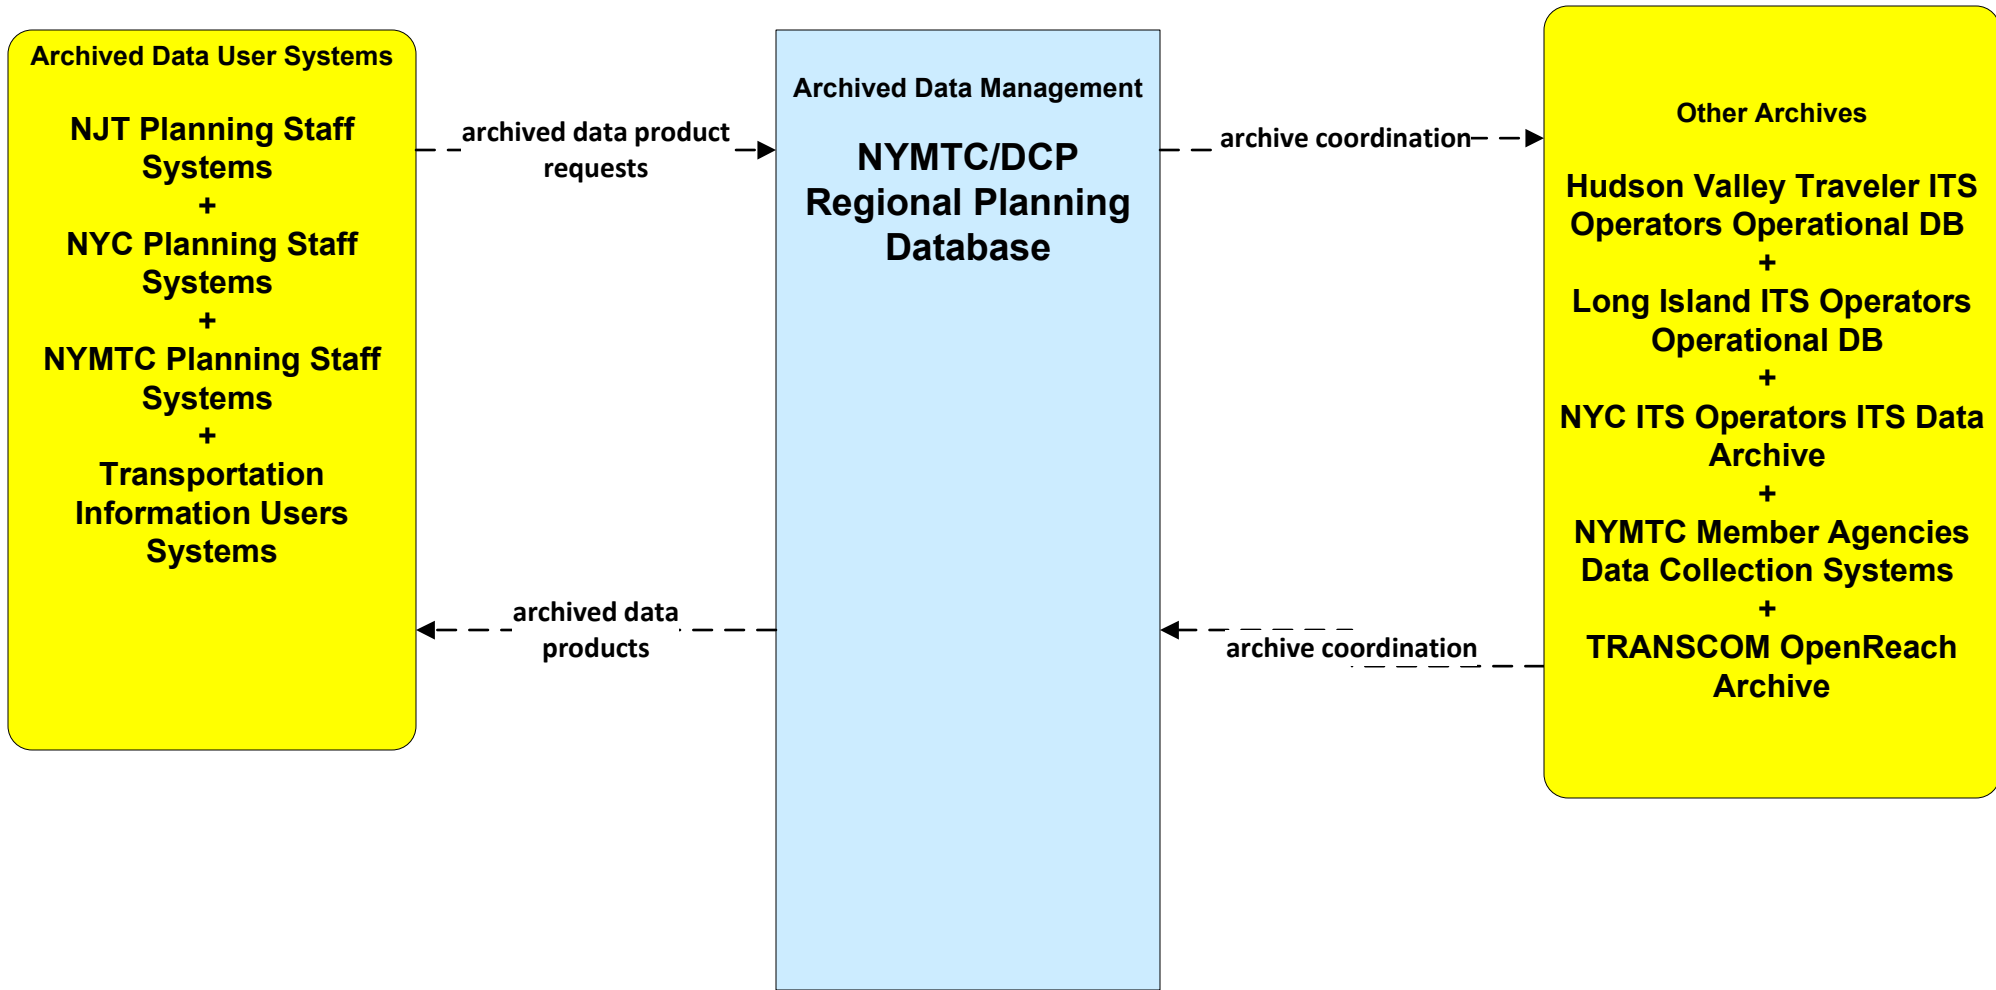 Archived Data User Systems
NJT Planning Staff
Systems
+
NYC Planning Staff
Systems
+
NYMTC Planning Staff
Systems
+
Transportation
Information Users
Systems
archived data product
requests
archived data
products
Archived Data Management
NYMTC/DCP
Regional Planning
Database
archive coordination
archive coordination
Other Archives
Hudson Valley Traveler ITS
Operators Operational DB
+
Long Island ITS Operators
Operational DB
+
NYC ITS Operators ITS Data
Archive
+
NYMTC Member Agencies
Data Collection Systems
+
TRANSCOM OpenReach
Archive